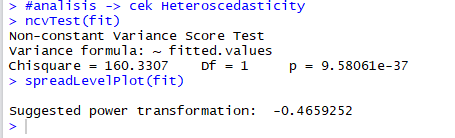 > #analisis -> cek Heteroscedasticity
> ncvTest(fit)
Non-constant Variance Score Test
Variance formula: ~ fitted.values
Chisquare = 160.3307    Df = 1     p = 9.58061e-37
> spreadLevelPlot(fit)
Suggested power transformation:  -0.4659252
>